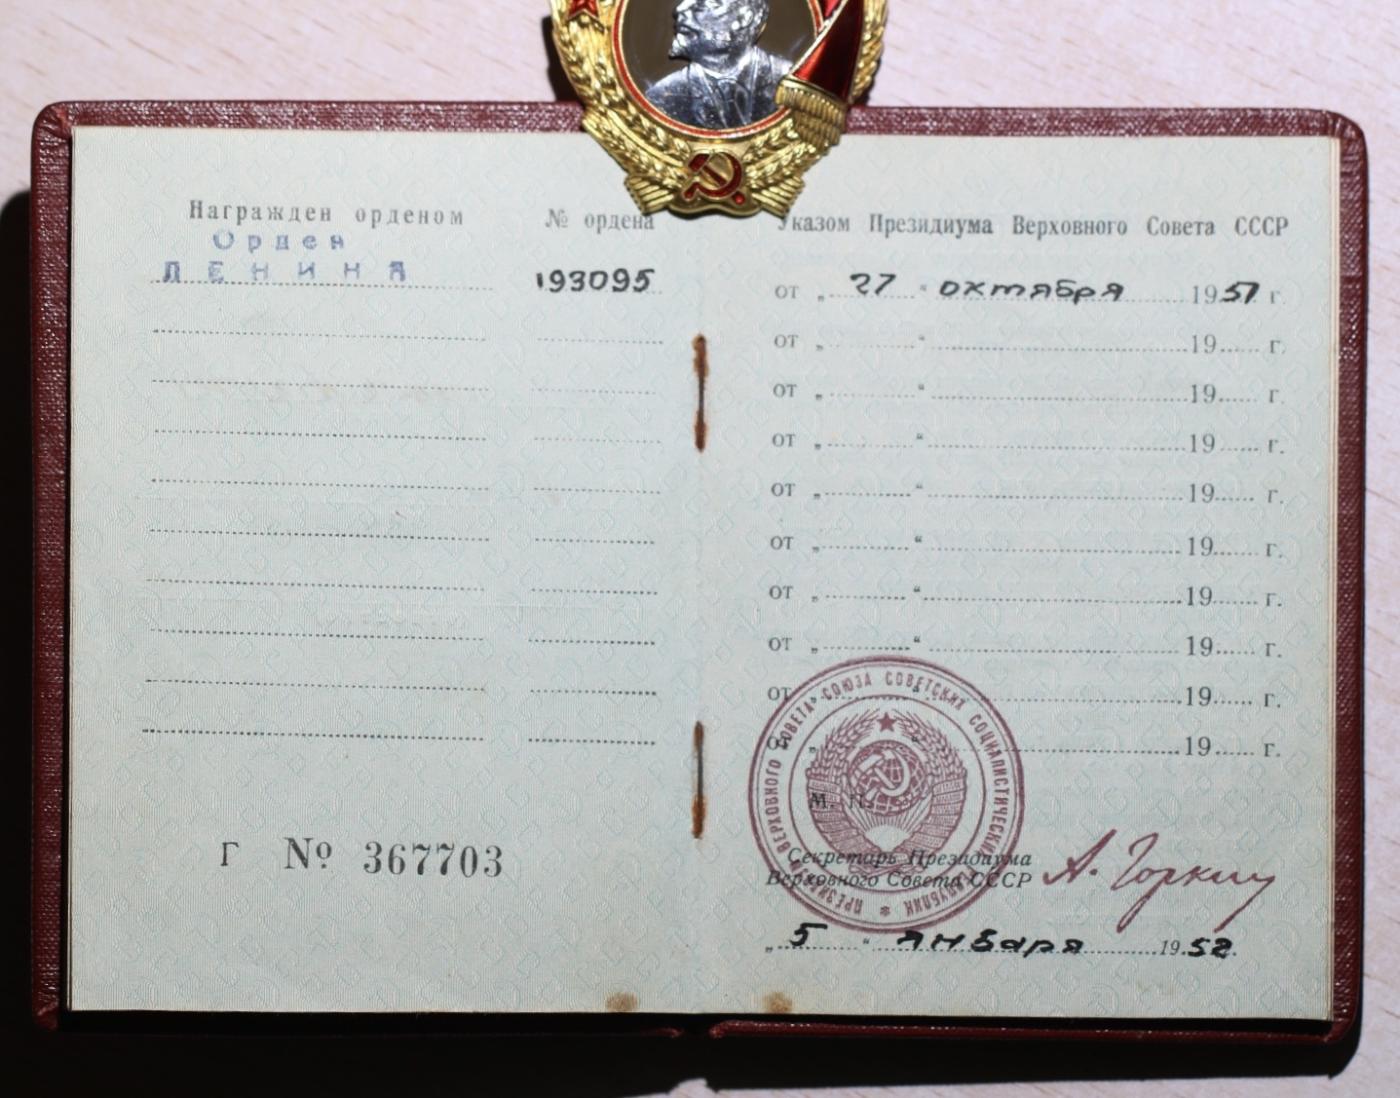 Награжден орденом № ордена Указом Президиума Верховного Совета СССР
Орден
ЛЕНИНА 193095 от „ 27 “ октября 1951 г.
от „ “ 19 г.
от „ “ 19 г.
от „ “ 19 г.
от „ “ 19 г.
от „ “ 19 г.
от „ “ 19 г.
от „ “ 19 г.
от „ “ 19 г.
от „ “ 19 г.
ПРЕЗИДИУМ ВЕРХОВНОГО СОВЕТА СОЮЗА СОВЕТСКИХ СОЦИАЛИСТИЧЕСКИХ РЕСПУБЛИК
М. П.
Г № 367703
Секретарь Президиума
Верховного Совета СССР А. Горкин
„ 5 “ января 1952.